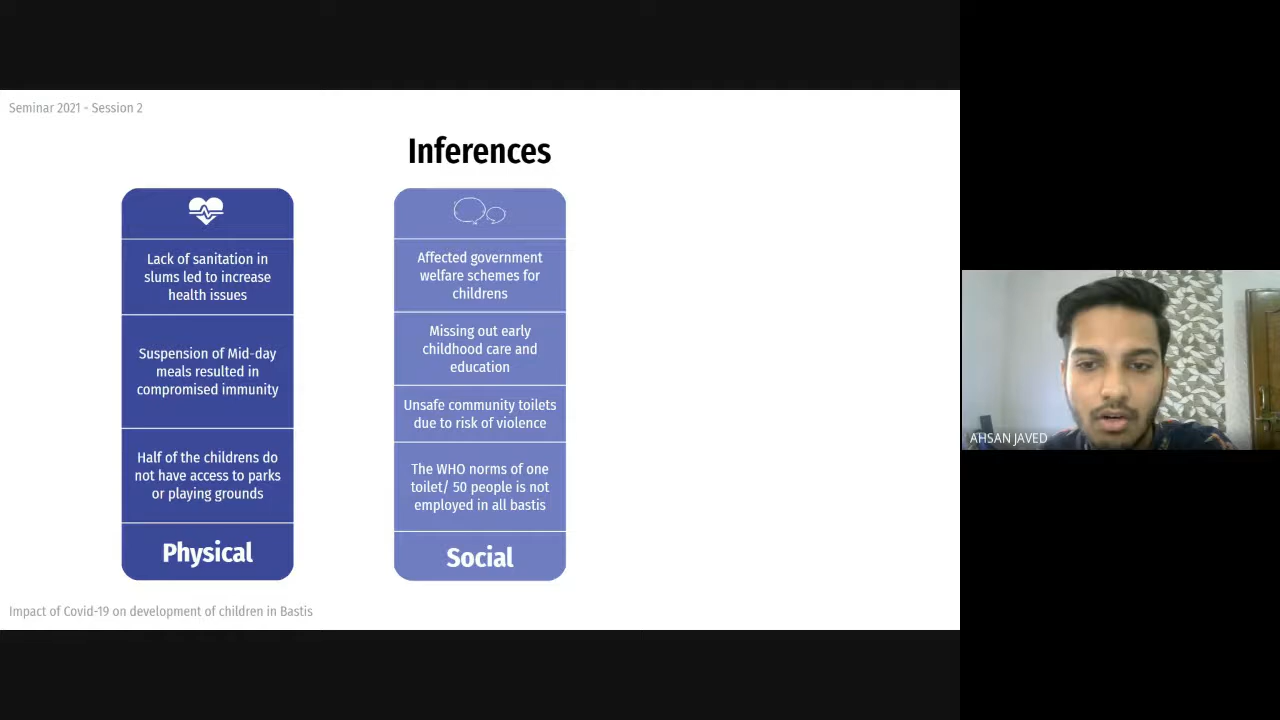 Seminar 2021 - Session 2
Inferences
Lack of sanitation in
slums led to increase
health issues
Suspension of Mid-day
meals resulted in
compromised immunity
Half of the childrens do
not have access to parks
or playing grounds
Physical
Affected government
welfare schemes for
childrens
Missing out early
childhood care and
education
Unsafe community toilets
due to risk of violence
The WHO norms of one
toilet/ 50 people is not
employed in all bastis
Social
Impact of Covid-19 on development of children in Bastis
AHSAN JAVED